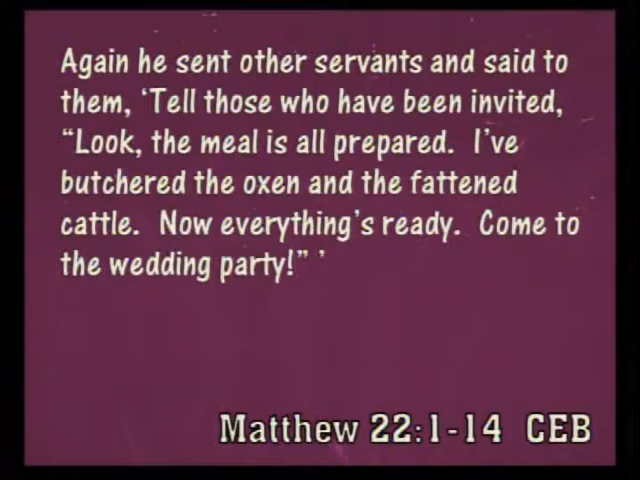 Again he sent other servants and said to
them, ‘Tell those who have been invited,
“Look, the meal is all prepared.  I’ve
butchered the oxen and the fattened
cattle.  Now everything’s ready.  Come to
the wedding party!” ’
Matthew 22:1-14  CEB